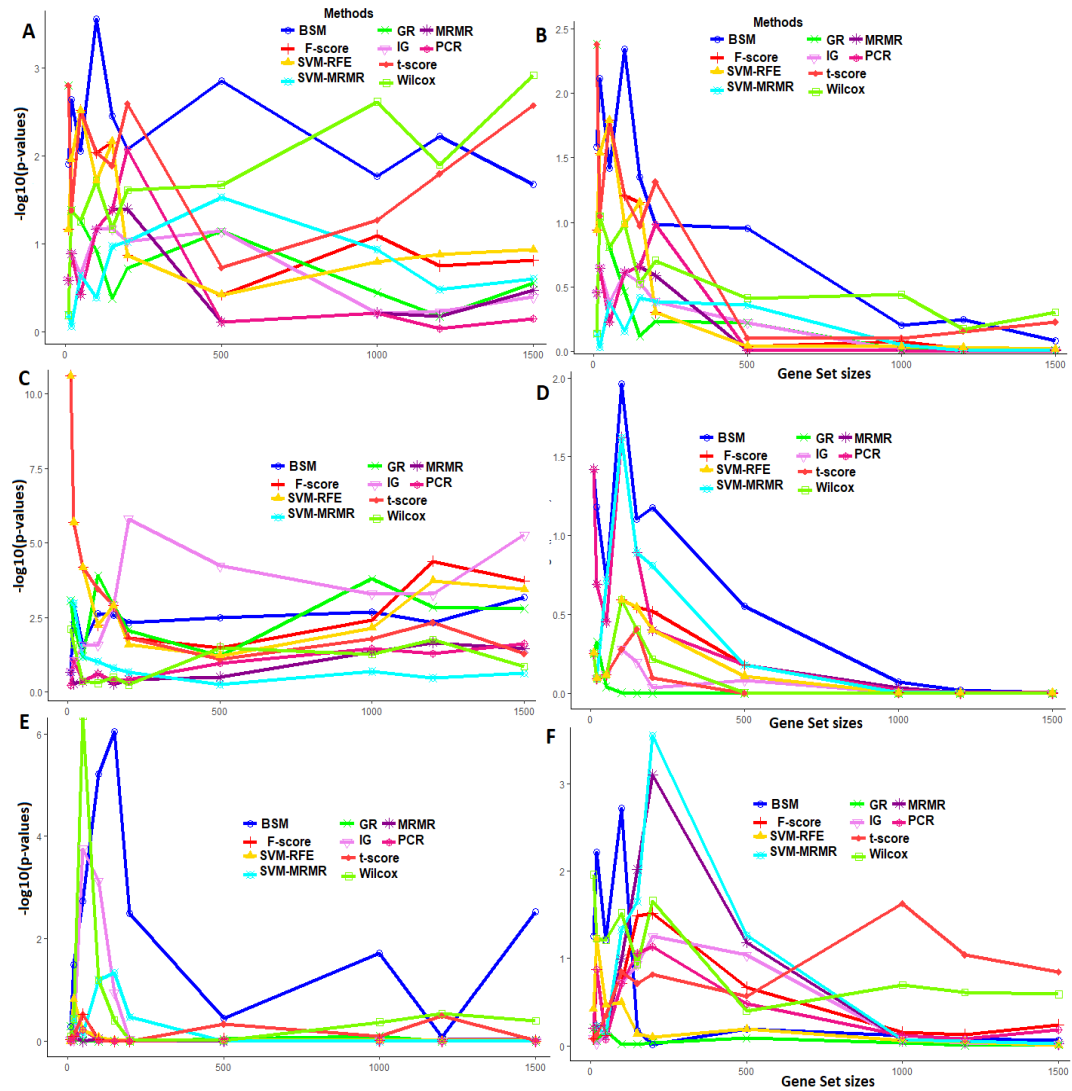 A
Methods
BSM GR MRMR
F-score IG PCR
SVM-RFE t-score
SVM-MRMR Wilcox
-log10(p-values)
3
2
1
0
0 500 1000 1500
B
Methods
BSM GR MRMR
F-score IG PCR
SVM-RFE t-score
SVM-MRMR Wilcox
2.5
2.0
1.5
1.0
0.5
0.0
0 500 1000 1500
Gene Set sizes
C
BSM GR MRMR
F-score IG PCR
SVM-RFE t-score
SVM-MRMR Wilcox
-log10(p-values)
10.0
7.5
5.0
2.5
0.0
0 500 1000 1500
D
BSM GR MRMR
F-score IG PCR
SVM-RFE t-score
SVM-MRMR Wilcox
2.0
1.5
1.0
0.5
0.0
0 500 1000 1500
Gene Set sizes
E
BSM GR MRMR
F-score IG PCR
SVM-RFE t-score
SVM-MRMR Wilcox
-log10(p-values)
6
4
2
0
0 500 1000 1500
F
BSM GR MRMR
F-score IG PCR
SVM-RFE t-score
SVM-MRMR Wilcox
3
2
1
0
0 500 1000 1500
Gene Set sizes